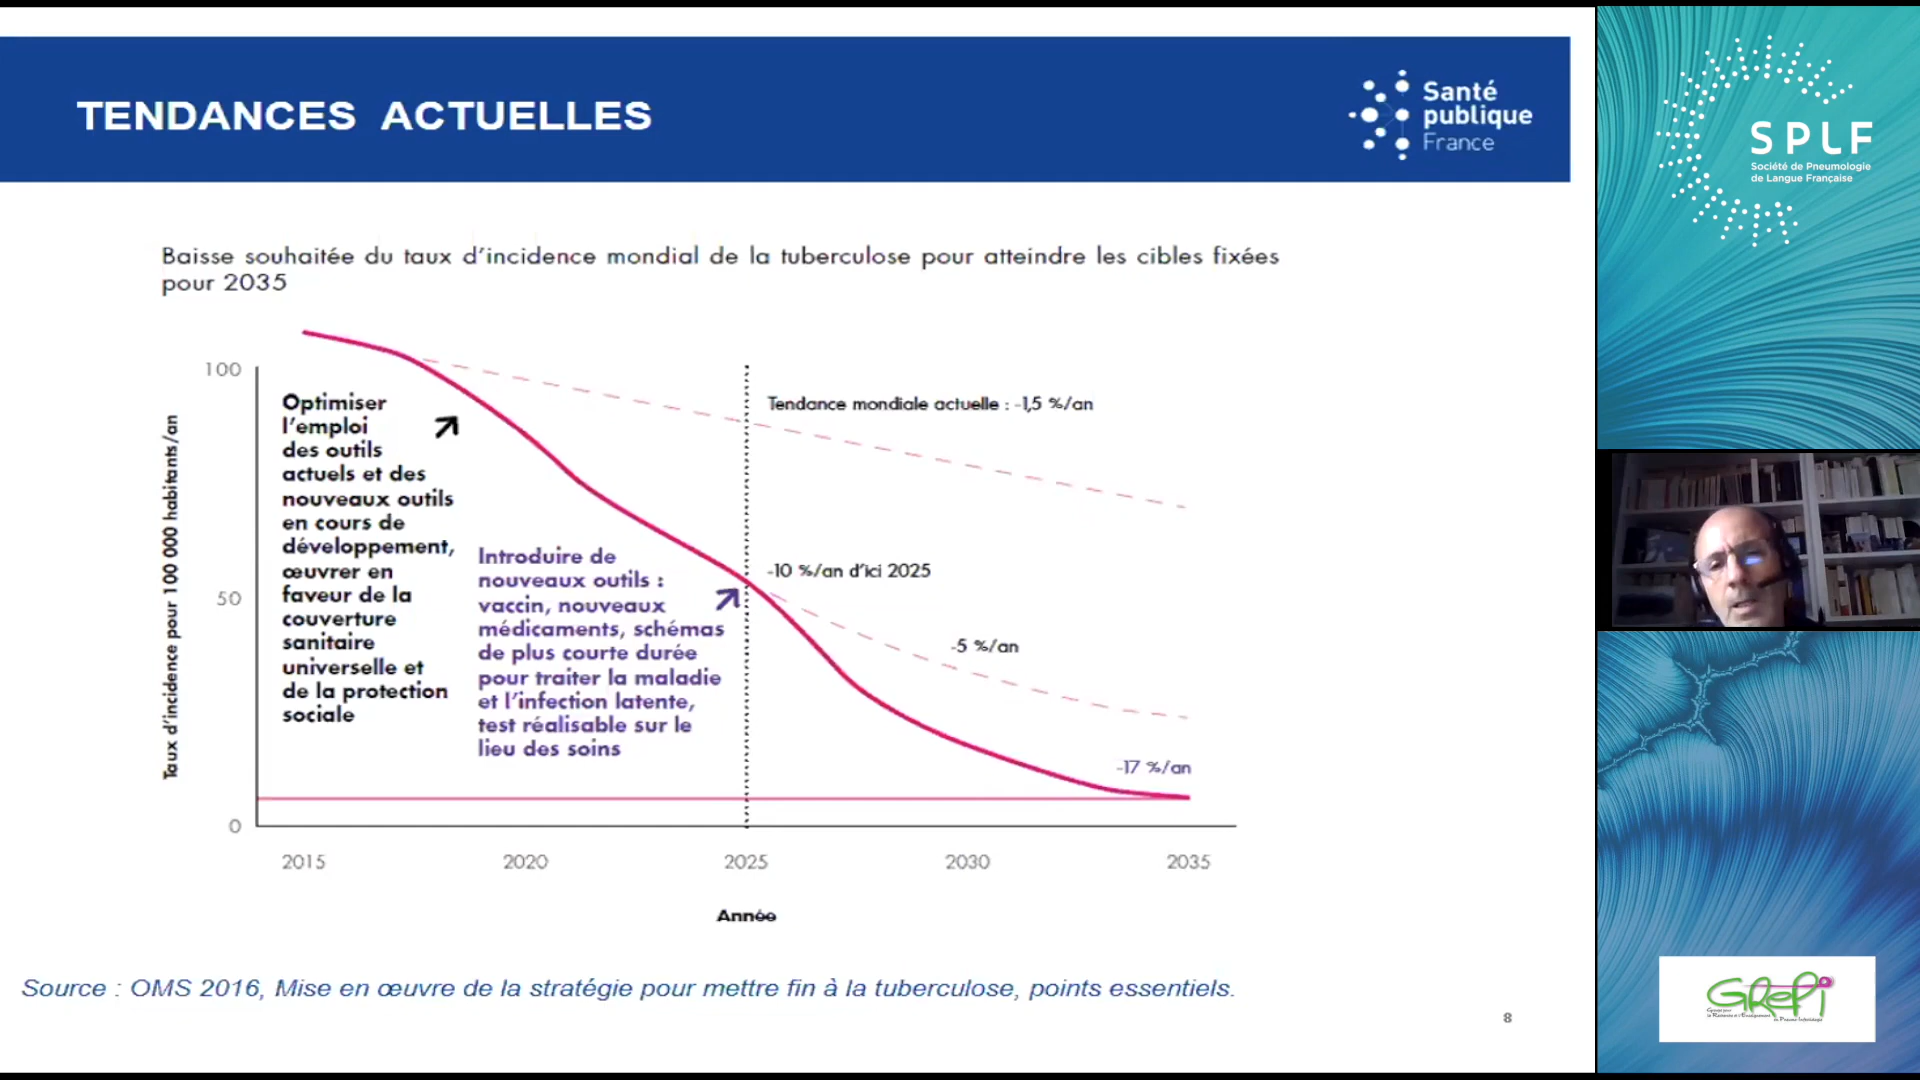 TENDANCES ACTUELLES
Santé
publique
France
Baisse souhaitée du taux d'incidence mondial de la tuberculose pour atteindre les cibles fixées
pour 2035
Taux d'incidence pour 100 000 habitants/an
100
50
0
Optimiser
l'emploi
des outils
actuels et des
nouveaux outils
en cours de
développement,
œuvrer en
faveur de la
couverture
sanitaire
universelle et
de la protection
sociale
Introduire de
nouveaux outils :
vaccin, nouveaux
médicaments, schémas
de plus courte durée
pour traiter la maladie
et l'infection latente,
test réalisable sur le
lieu des soins
Tendance mondiale actuelle : -1,5 %/an
-10 %/an d'ici 2025
-5 %/an
-17 %/an
2015 2020 2025 2030 2035
Année
Source : OMS 2016, Mise en œuvre de la stratégie pour mettre fin à la tuberculose, points essentiels.
8
SPLF
Société de Pneumologie
de Langue Française
GREPI